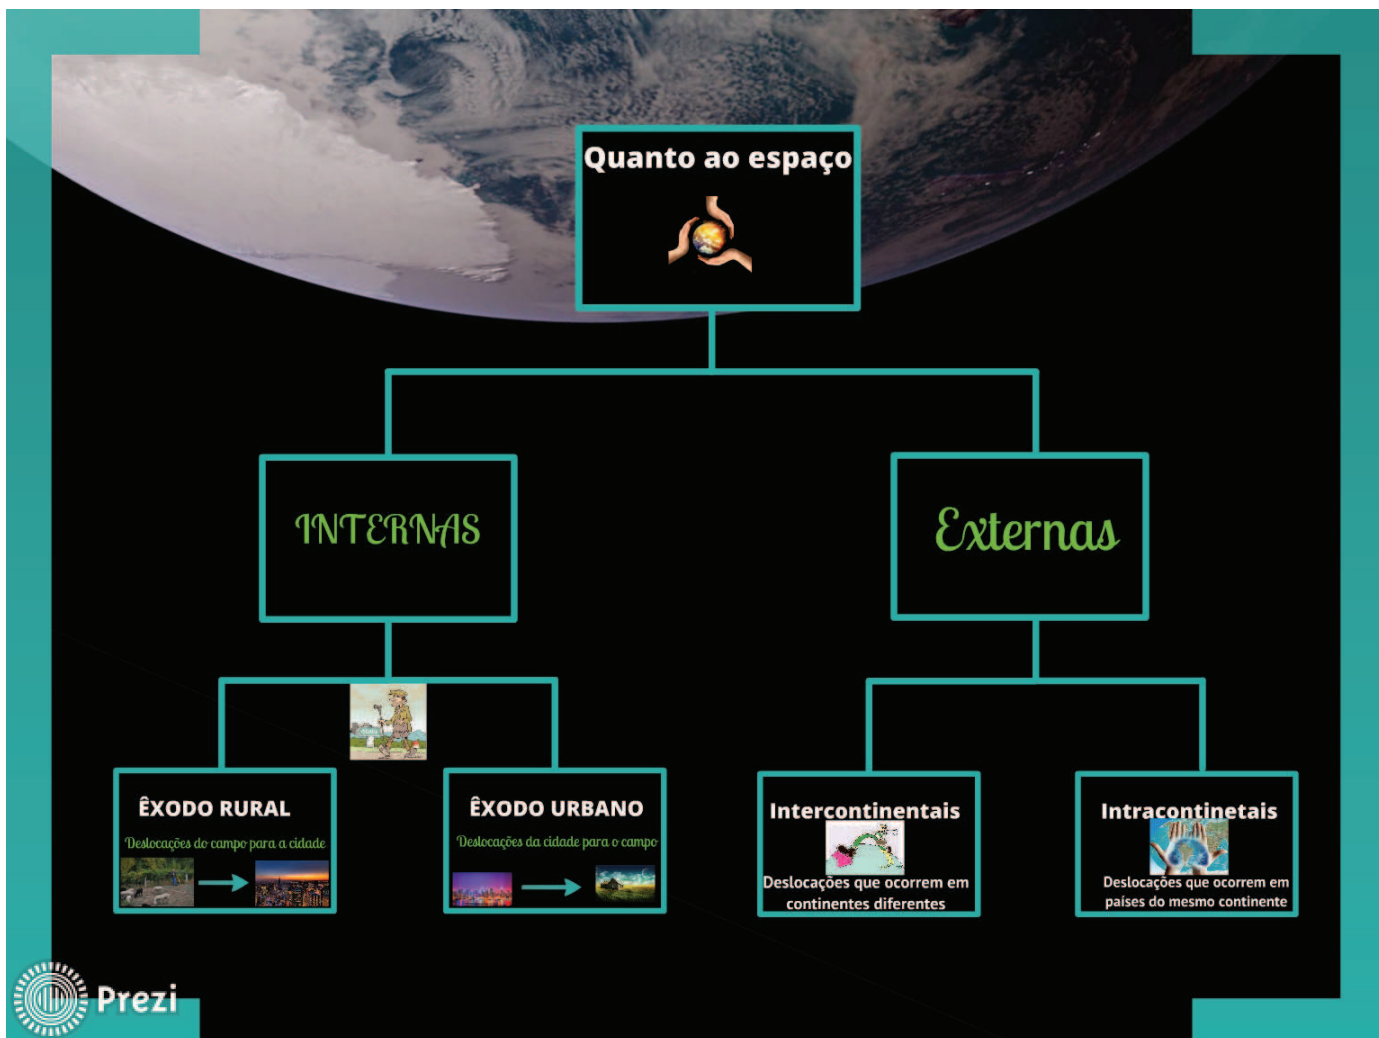 Quanto ao espaço
INTERNAS
Externas
ÊXODO RURAL
Deslocações do campo para a cidade
ÊXODO URBANO
Deslocações da cidade para o campo
Intercontinentais
Deslocações que ocorrem em
continentes diferentes
Intracontinetais
Deslocações que ocorrem em
países do mesmo continente
Prezi